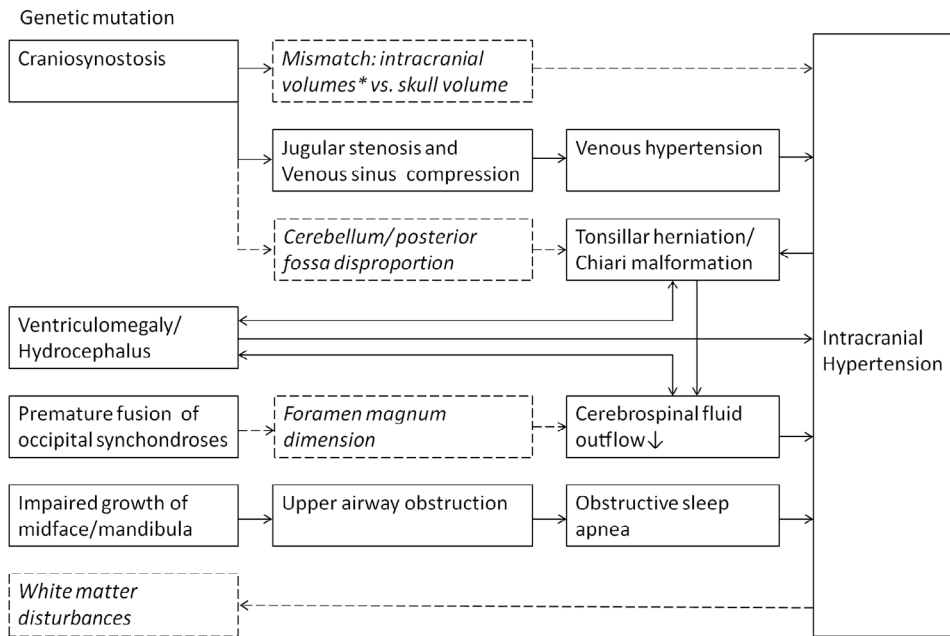 Genetic mutation
Craniosynostosis
Mismatch: intracranial
volumes* vs. skull volume
Jugular stenosis and
Venous sinus compression
Venous hypertension
Cerebellum/ posterior
fossa disproportion
Tonsillar herniation/
Chiari malformation
Ventriculomegaly/
Hydrocephalus
Intracranial
Hypertension
Premature fusion of
occipital synchondroses
Foramen magnum
dimension
Cerebrospinal fluid
outflow ↓
Impaired growth of
midface/mandibula
Upper airway obstruction
Obstructive sleep
apnea
White matter
disturbances